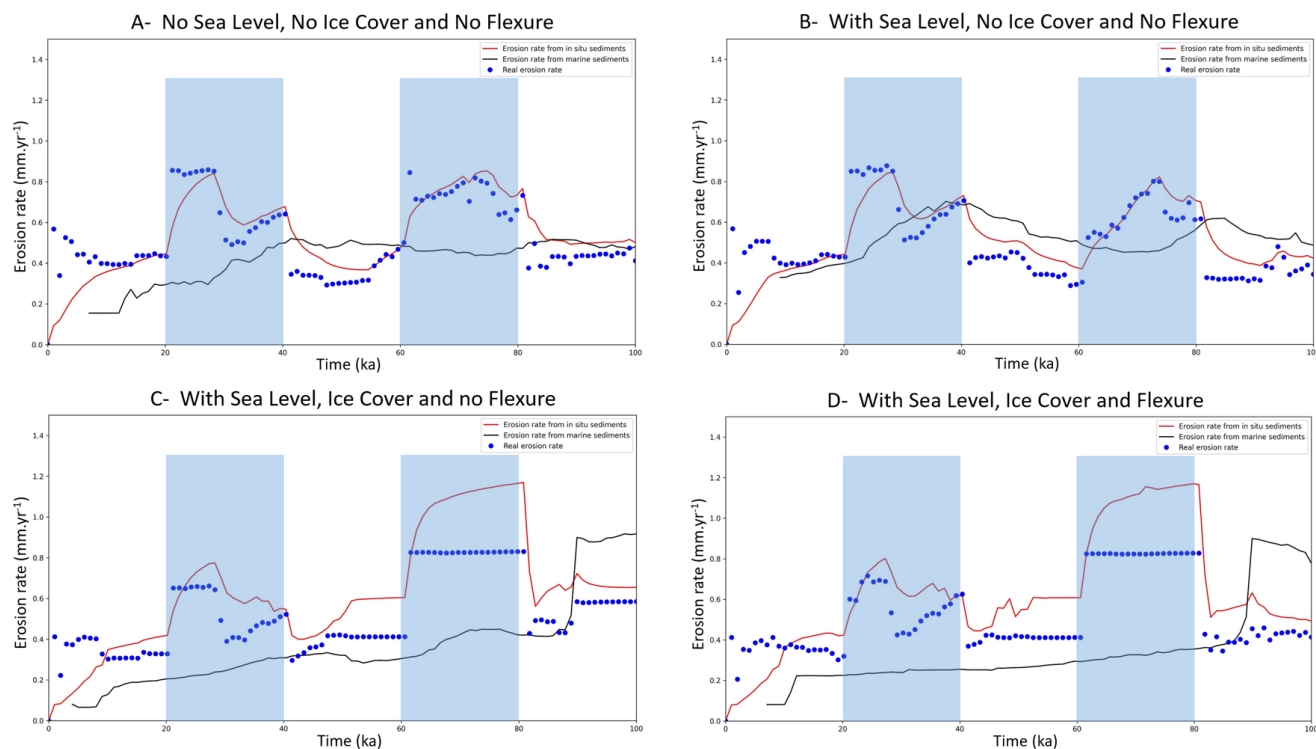 A- No Sea Level, No Ice Cover and No Flexure
Erosion rate from in situ sediments
Erosion rate from marine sediments
Real erosion rate
Erosion rate (mm.yr⁻¹)
1.4
1.2
1.0
0.8
0.6
0.4
0.2
0.0
0 20 40 60 80 100
Time (ka)
B- With Sea Level, No Ice Cover and No Flexure
Erosion rate from in situ sediments
Erosion rate from marine sediments
Real erosion rate
Erosion rate (mm.yr⁻¹)
1.4
1.2
1.0
0.8
0.6
0.4
0.2
0.0
0 20 40 60 80 100
Time (ka)
C- With Sea Level, Ice Cover and no Flexure
Erosion rate from in situ sediments
Erosion rate from marine sediments
Real erosion rate
Erosion rate (mm.yr⁻¹)
1.4
1.2
1.0
0.8
0.6
0.4
0.2
0.0
0 20 40 60 80 100
Time (ka)
D- With Sea Level, Ice Cover and Flexure
Erosion rate from in situ sediments
Erosion rate from marine sediments
Real erosion rate
Erosion rate (mm.yr⁻¹)
1.4
1.2
1.0
0.8
0.6
0.4
0.2
0.0
0 20 40 60 80 100
Time (ka)